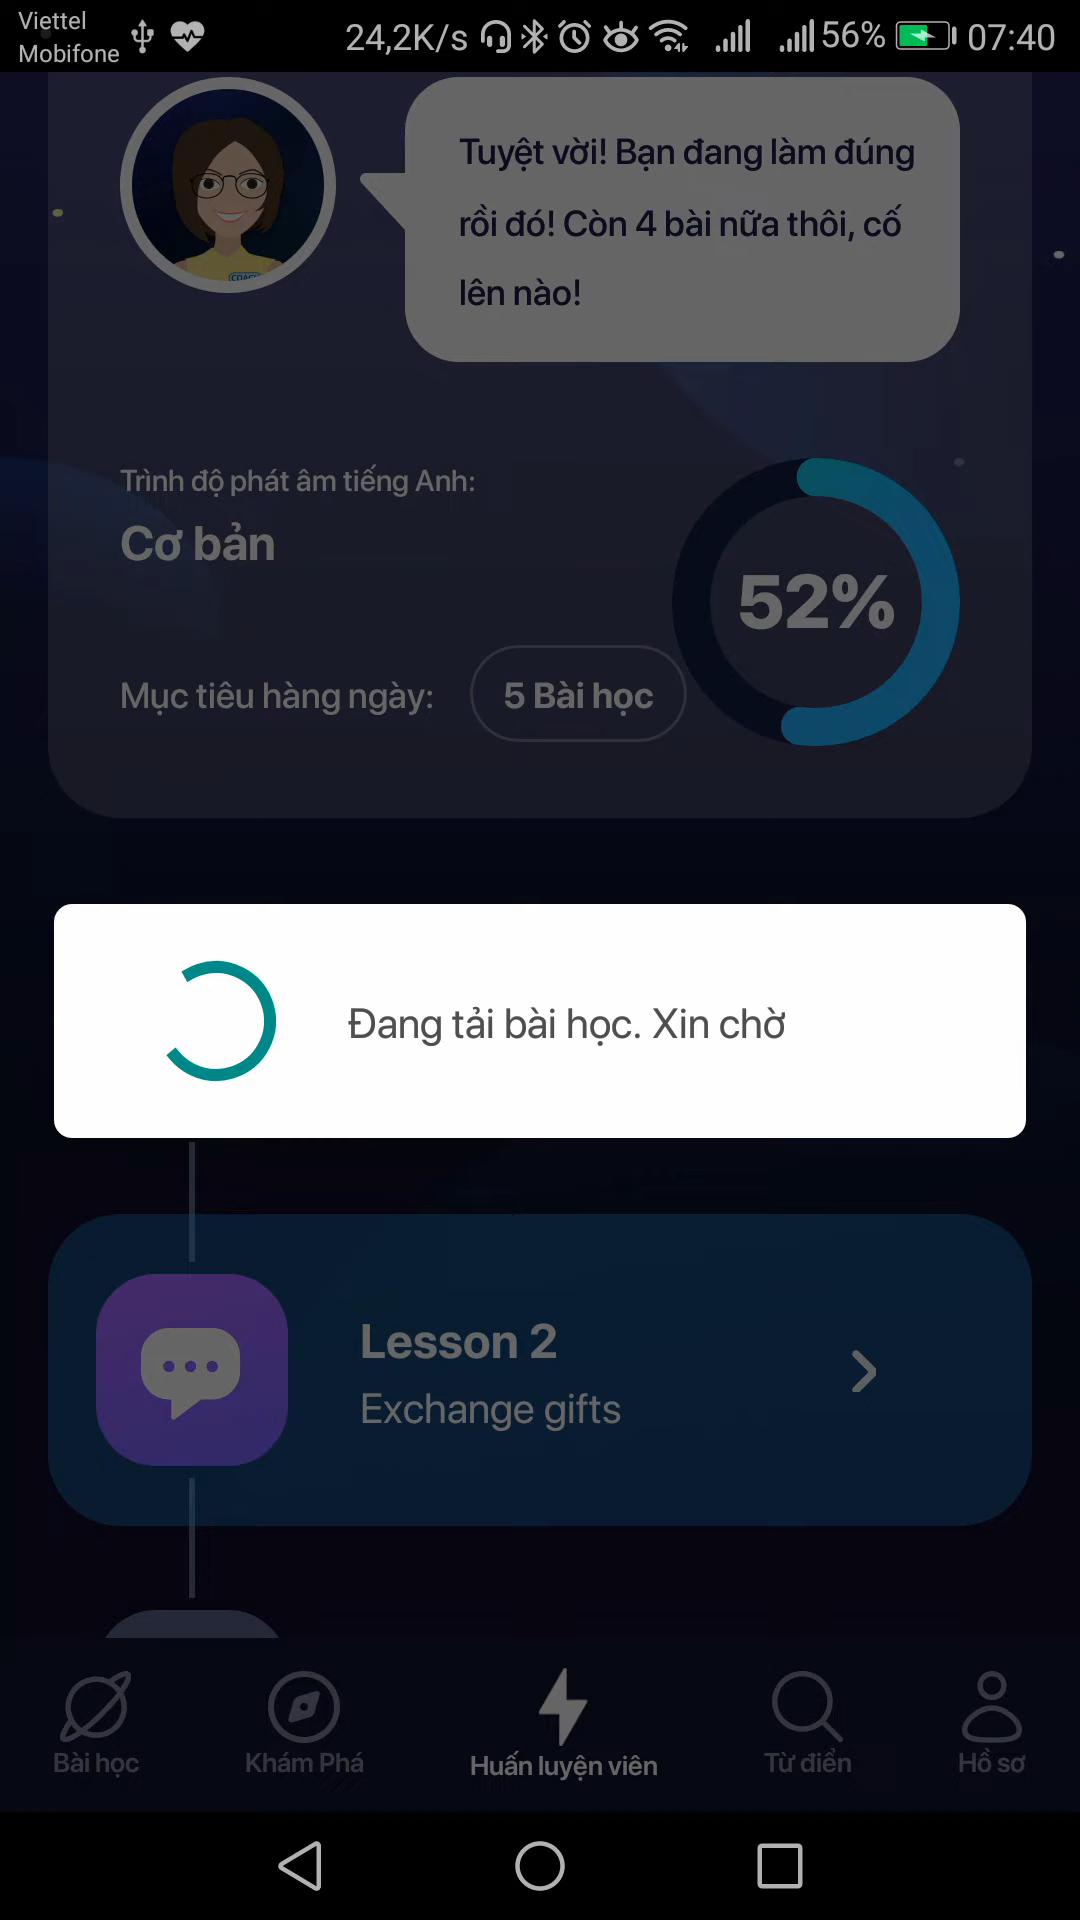 Viettel
Mobifone
24,2K/s
56%
07:40
Tuyệt vời! Bạn đang làm đúng
rồi đó! Còn 4 bài nữa thôi, cố
lên nào!
Trình độ phát âm tiếng Anh:
Cơ bản
52%
Mục tiêu hàng ngày:
5 Bài học
Đang tải bài học. Xin chờ
Lesson 2
Exchange gifts
Bài học
Khám Phá
Huấn luyện viên
Từ điển
Hồ sơ